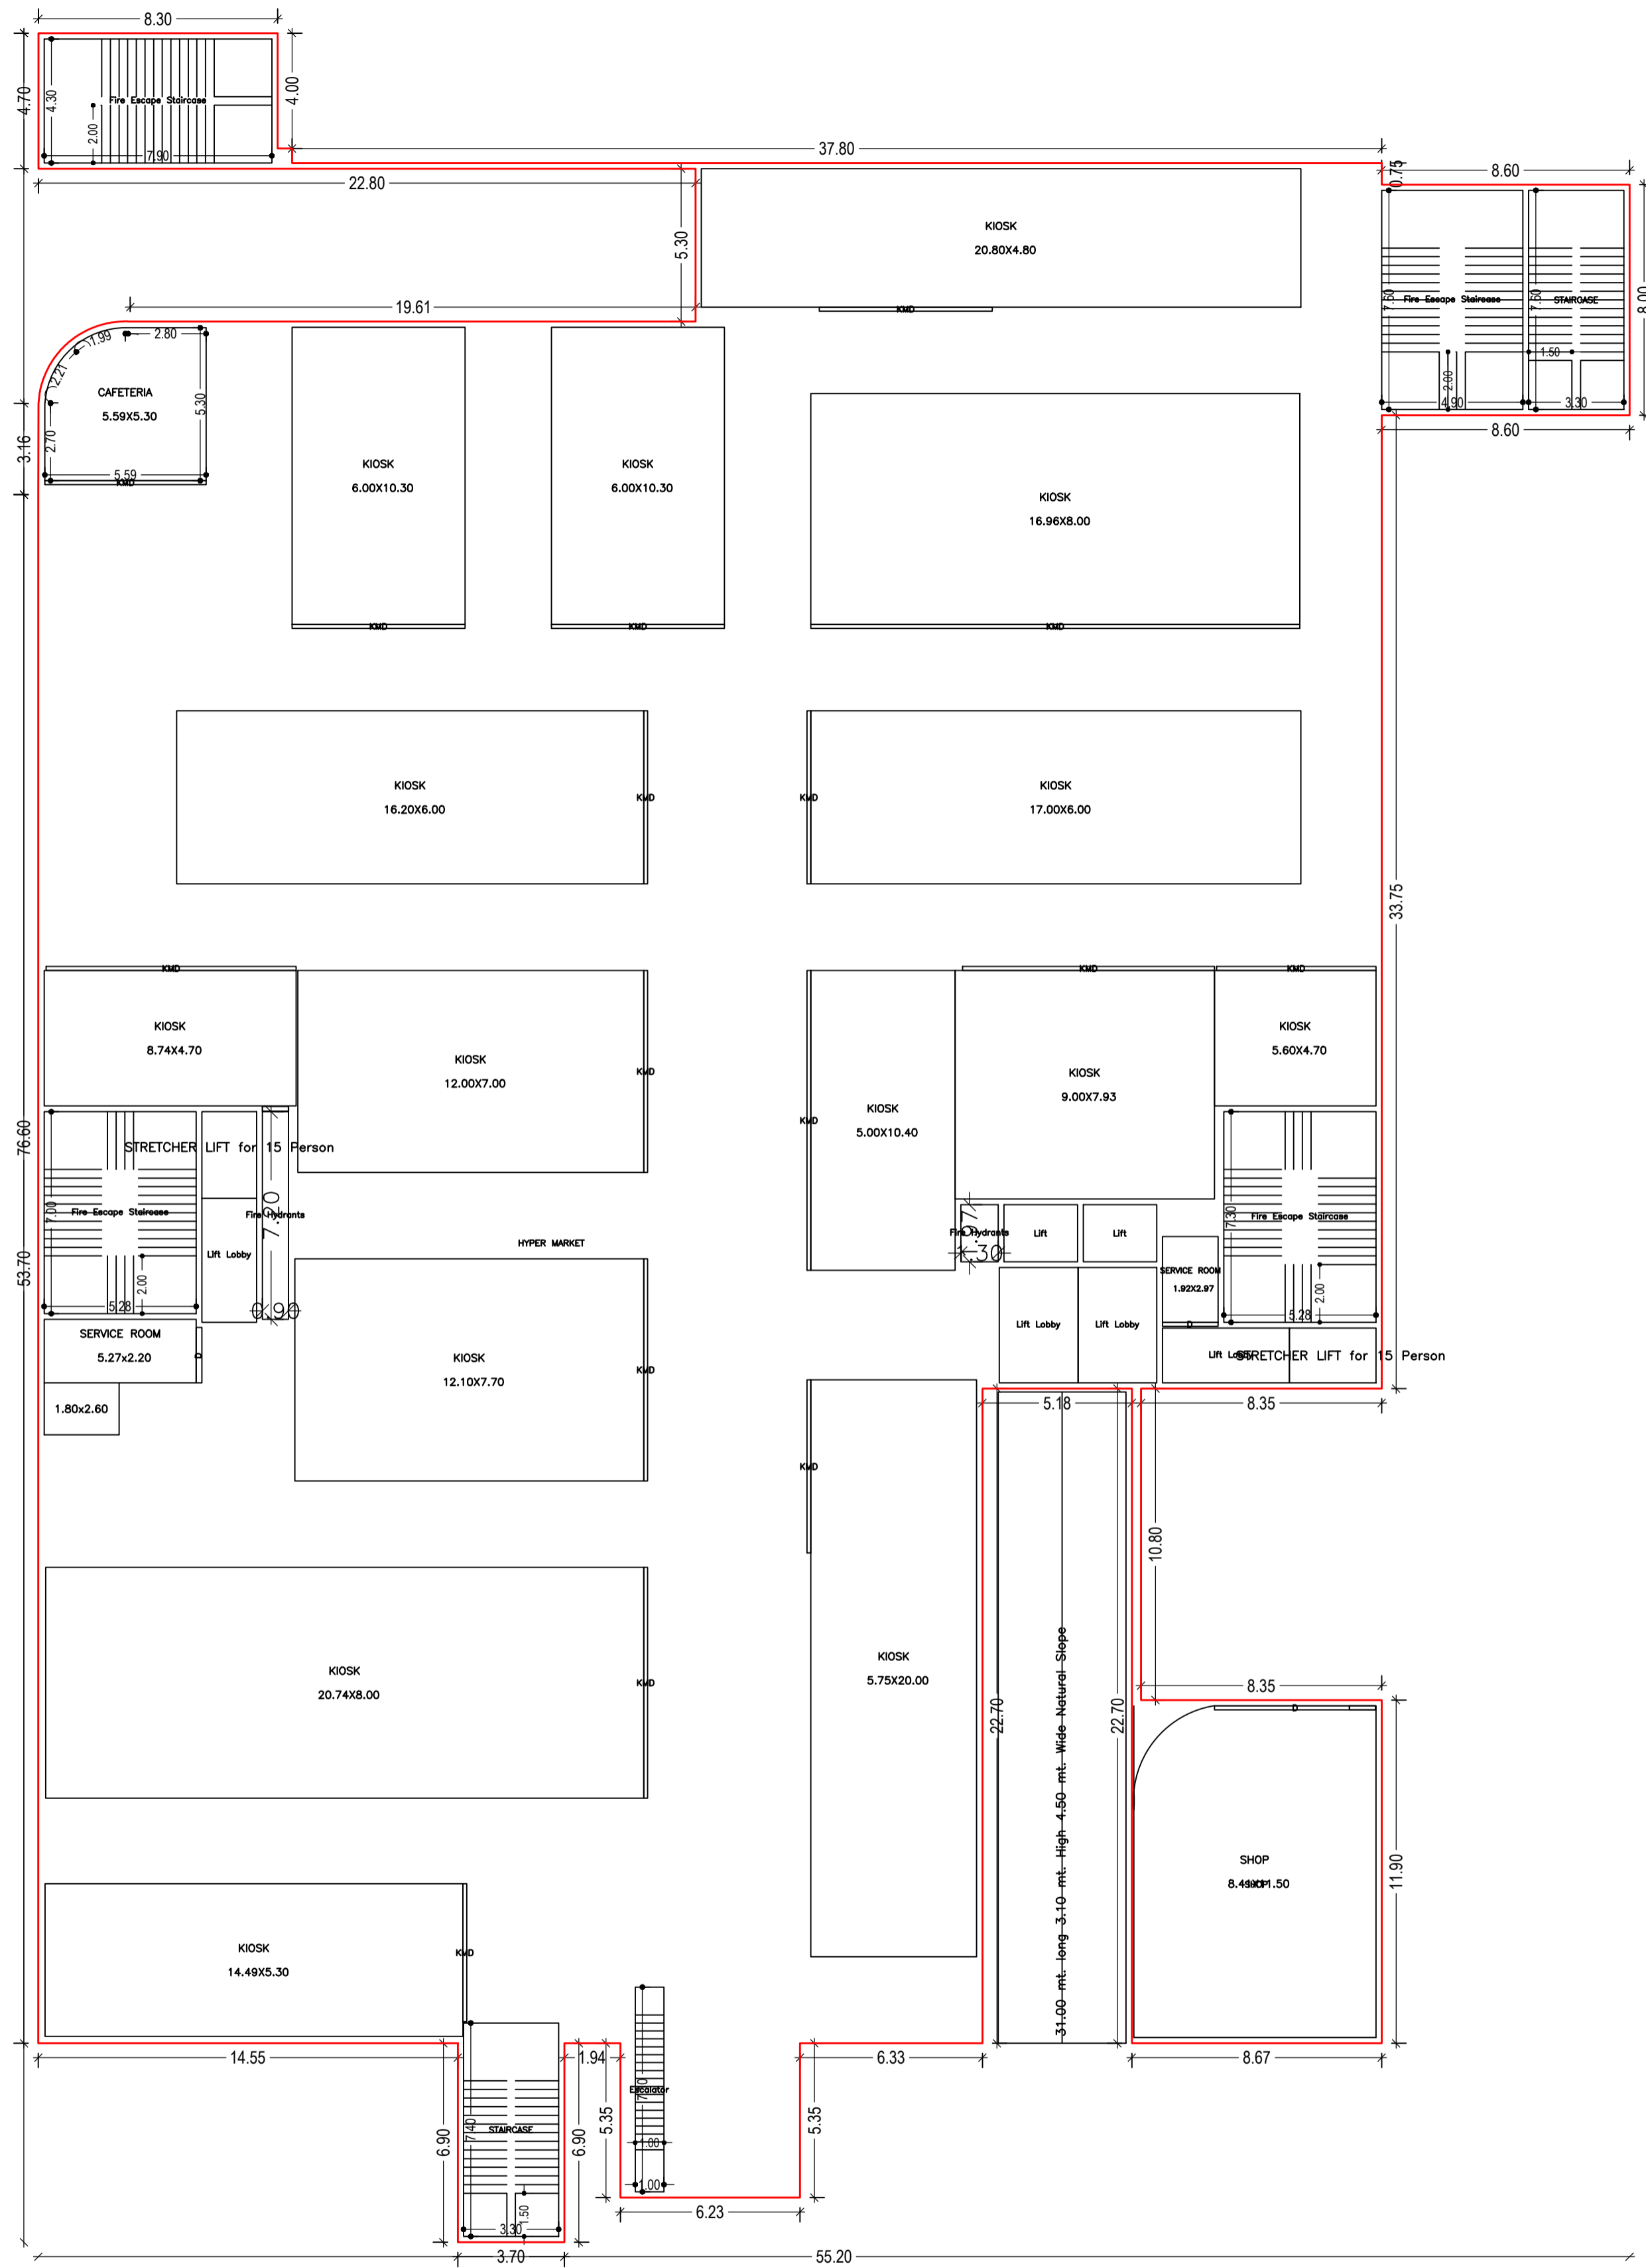 8.30
4.70
4.30
Fire Escape Staircase
2.00
7.90
4.00
37.80
22.80
0.75
8.60
5.30
KIOSK
20.80X4.80
KMD
7.60
Fire Escape Staircase
7.60
STAIRCASE
8.00
1.50
2.00
4.90
3.30
8.60
19.61
1.99
2.80
2.21
CAFETERIA
5.59X5.30
5.30
2.70
3.16
5.59
KMD
KIOSK
6.00X10.30
KMD
KIOSK
6.00X10.30
KMD
KIOSK
16.96X8.00
KMD
KIOSK
16.20X6.00
KMD
KMD
KIOSK
17.00X6.00
33.75
KMD
KIOSK
8.74X4.70
KIOSK
12.00X7.00
KMD
KMD
KIOSK
5.00X10.40
KMD
KIOSK
9.00X7.93
KMD
KIOSK
5.60X4.70
76.60
53.70
STRETCHER LIFT for 15 Person
7.00
Fire Escape Staircase
Fire Hydrants
7.20
Lift Lobby
2.00
5.28
0.90
HYPER MARKET
Fire Hydrants
1.30
Lift
Lift
SERVICE ROOM
1.92X2.97
D
7.30
Fire Escape Staircase
2.00
5.28
Lift Lobby
Lift Lobby
STRETCHER LIFT for 15 Person
SERVICE ROOM
5.27x2.20
D
1.80x2.60
KIOSK
12.10X7.70
KMD
5.18
8.35
KMD
10.80
KIOSK
20.74X8.00
KMD
KIOSK
5.75X20.00
22.70
31.00 mt. long 3.10 mt. High 4.50 mt. Wide Natural Slope
22.70
8.35
D
SHOP
11.90
KIOSK
14.49X5.30
KMD
14.55
1.94
6.33
8.67
6.90
7.40
STAIRCASE
6.90
5.35
Escalator
1.00
1.00
5.35
1.50
3.30
6.23
3.70
55.20